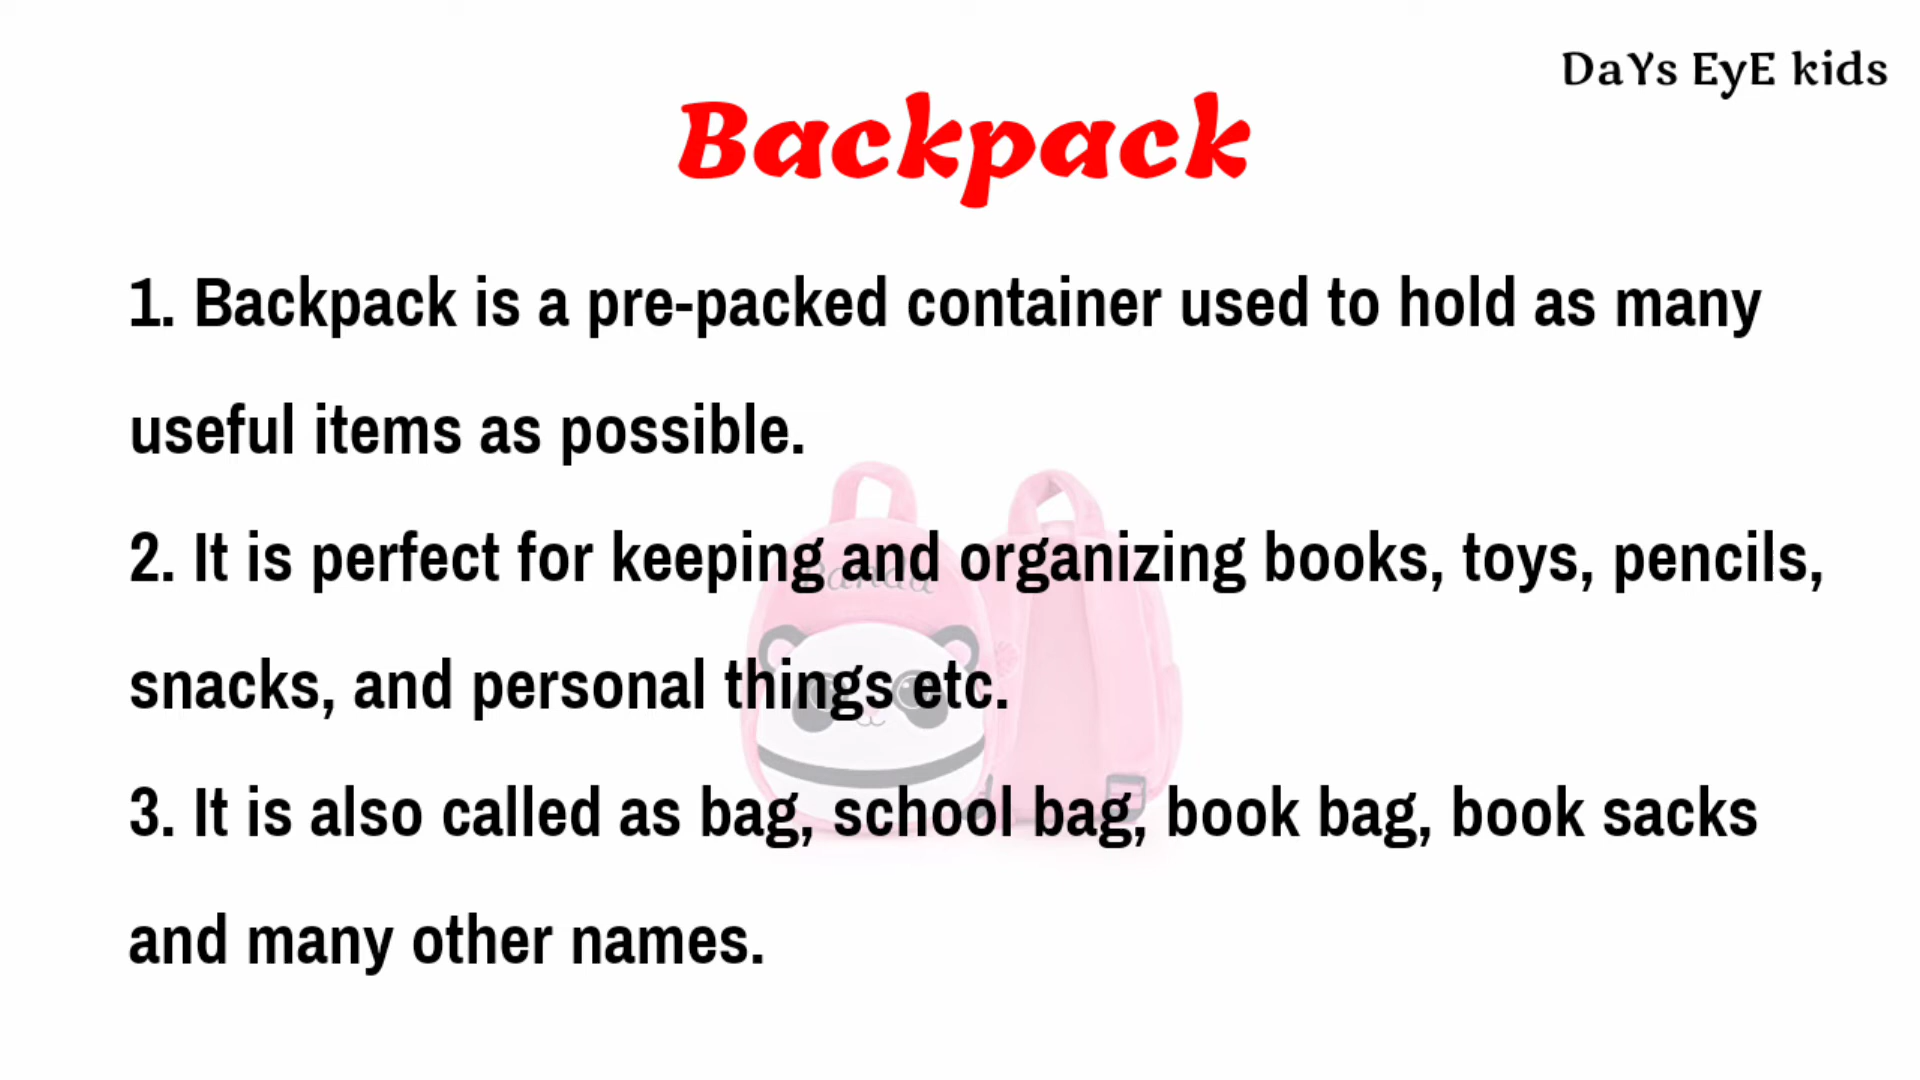 DaYs EyE kids
Backpack
1. Backpack is a pre-packed container used to hold as many
useful items as possible.
2. It is perfect for keeping and organizing books, toys, pencils,
snacks, and personal things etc.
3. It is also called as bag, school bag, book bag, book sacks
and many other names.
Panda